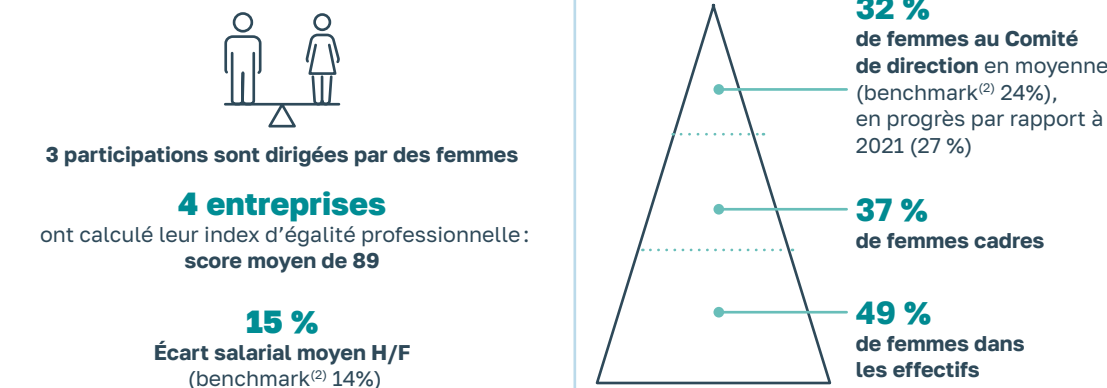 3 participations sont dirigées par des femmes
4 entreprises
ont calculé leur index d’égalité professionnelle :
score moyen de 89
15 %
Écart salarial moyen H/F
(benchmark⁽²⁾ 14%)
32 %
de femmes au Comité
de direction en moyenne
(benchmark⁽²⁾ 24%),
en progrès par rapport à
2021 (27 %)
37 %
de femmes cadres
49 %
de femmes dans
les effectifs